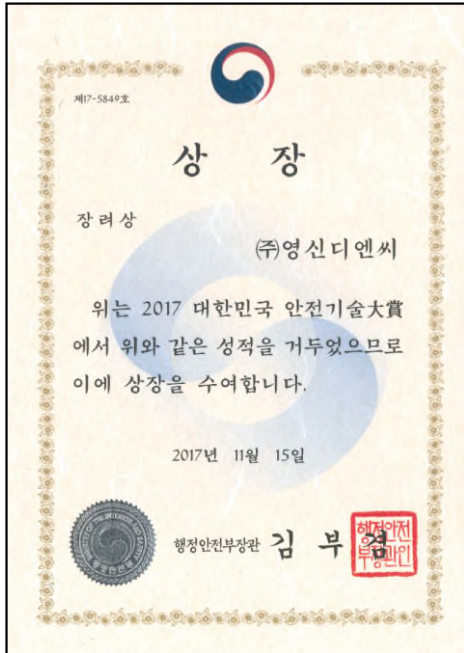 제17-5849호
상 장
장려상
㈜영신디엔씨
위는 2017 대한민국 안전기술大賞
에서 위와 같은 성적을 거두었으므로
이에 상장을 수여합니다.
2017년 11월 15일
행정안전부장관 김 부 겸
행정안전
부장관인